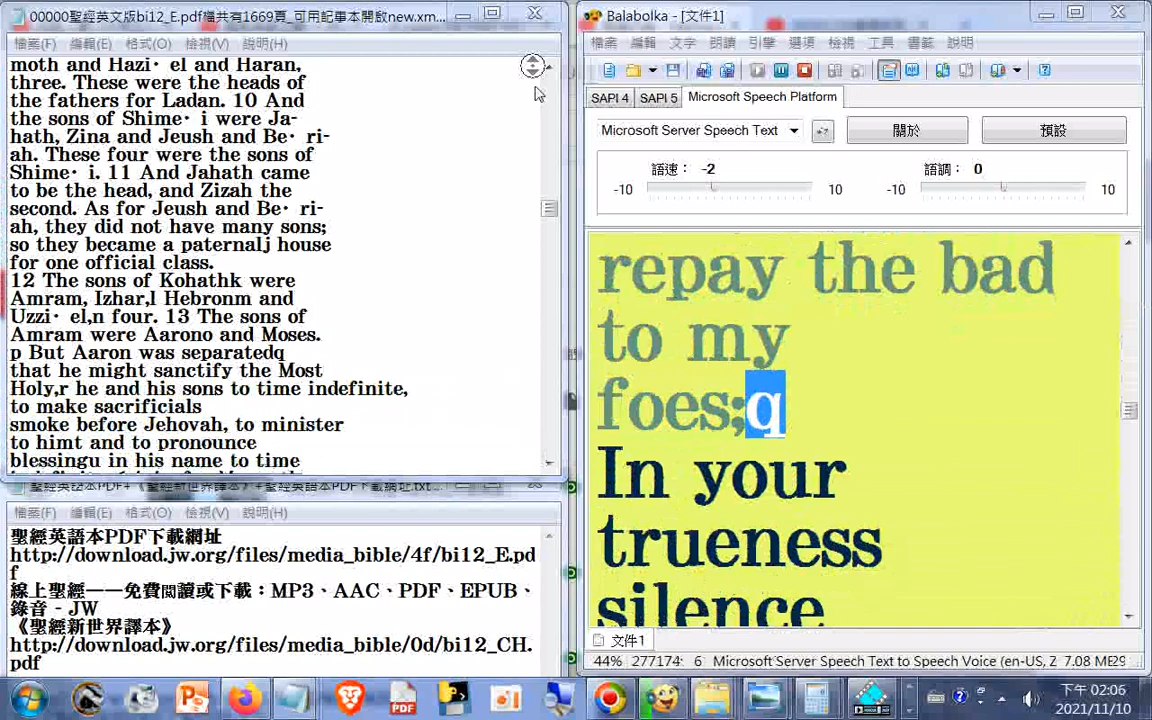 00000聖經英文版bi12_E.pdf檔共有1669頁_可用記事本開啟new.xm...
檔案(F) 編輯(E) 格式(O) 檢視(V) 說明(H)
moth and Hazi· el and Haran,
three. These were the heads of
the fathers for Ladan. 10 And
the sons of Shime· i were Ja-
hath, Zina and Jeush and Be· ri-
ah. These four were the sons of
Shime· i. 11 And Jahath came
to be the head, and Zizah the
second. As for Jeush and Be· ri-
ah, they did not have many sons;
so they became a paternalj house
for one official class.
12 The sons of Kohathk were
Amram, Izhar,l Hebronm and
Uzzi· el,n four. 13 The sons of
Amram were Aarono and Moses.
p But Aaron was separatedq
that he might sanctify the Most
Holy,r he and his sons to time indefinite,
to make sacrificials
smoke before Jehovah, to minister
to himt and to pronounce
blessingu in his name to time
檔案(F) 編輯(E) 格式(O) 檢視(V) 說明(H)
聖經英語本PDF下載網址
http://download.jw.org/files/media_bible/4f/bi12_E.pd
f
線上聖經——免費閱讀或下載：MP3、AAC、PDF、EPUB、
錄音 - JW
《聖經新世界譯本》
http://download.jw.org/files/media_bible/0d/bi12_CH.
pdf
Balabolka - [文件1]
檔案 編輯 文字 朗讀 引擎 選項 檢視 工具 書籤 說明
SAPI 4 SAPI 5 Microsoft Speech Platform
Microsoft Server Speech Text 關於 預設
語速： -2 語調： 0
-10 10 -10 10
repay the bad
to my
foes;q
In your
trueness
silence
文件1
44% 277174: 6 Microsoft Server Speech Text to Speech Voice (en-US, Z 7.08 ME29
PDF
下午 02:06
2021/11/10